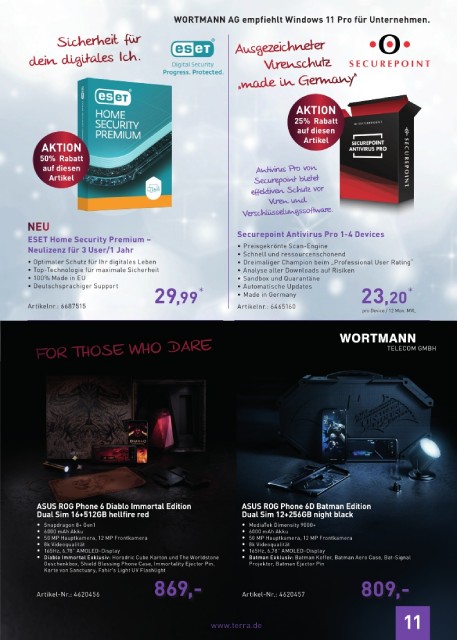 WORTMANN AG empfiehlt Windows 11 Pro für Unternehmen.
Sicherheit für
dein digitales Ich.
eset
Digital Security
Progress. Protected.
eset
HOME
SECURITY
PREMIUM
AKTION
50% Rabatt
auf diesen
Artikel
NEU
ESET Home Security Premium –
Neulizenz für 3 User/1 Jahr
• Optimaler Schutz für Ihr digitales Leben
• Top-Technologie für maximale Sicherheit
• 100% Made in EU
• Deutschsprachiger Support
Artikelnr.: 6687515
29,99*
Ausgezeichneter
Virenschutz
„made in Germany"
SECUREPOINT
AKTION
25% Rabatt
auf diesen
Artikel
SECUREPOINT
ANTIVIRUS PRO
SECUREPOINT
Antivirus Pro von
Securepoint bietet
effektiven Schutz vor
Viren und
Verschlüsselungssoftware.
Securepoint Antivirus Pro 1-4 Devices
• Preisgekrönte Scan-Engine
• Schnell und ressourcenschonend
• Dreimaliger Champion beim „Professional User Rating"
• Analyse aller Downloads auf Risiken
• Sandbox und Quarantäne
• Automatische Updates
• Made in Germany
Artikelnr.: 6465160
23,20*
pro Device / 12 Mon. MVL
FOR THOSE WHO DARE
WORTMANN
TELECOM GMBH
ASUS ROG Phone 6 Diablo Immortal Edition
Dual Sim 16+512GB hellfire red
• Snapdragon 8+ Gen1
• 6000 mAh Akku
• 50 MP Hauptkamera, 12 MP Frontkamera
• 8k Videoqualität
• 165Hz, 6.78" AMOLED-Display
• Diablo Immortal Exklusiv: Horadric Cube Karton und The Worldstone
Geschenkbox, Shield Blessing Phone Case, Immortality Ejector Pin,
Karte von Sanctuary, Fahir's Light UV Flashlight
Artikel-Nr.: 4620456
869,-
ASUS ROG Phone 6D Batman Edition
Dual Sim 12+256GB night black
• MediaTek Dimensity 9000+
• 6000 mAh Akku
• 50 MP Hauptkamera, 12 MP Frontkamera
• 8k Videoqualität
• 165Hz, 6.78" AMOLED-Display
• Batman Exklusiv: Batman Koffer, Batman Aero Case, Bat-Signal
Projektor, Batman Ejector Pin
Artikel-Nr.: 4620457
809,-
www.terra.de
11